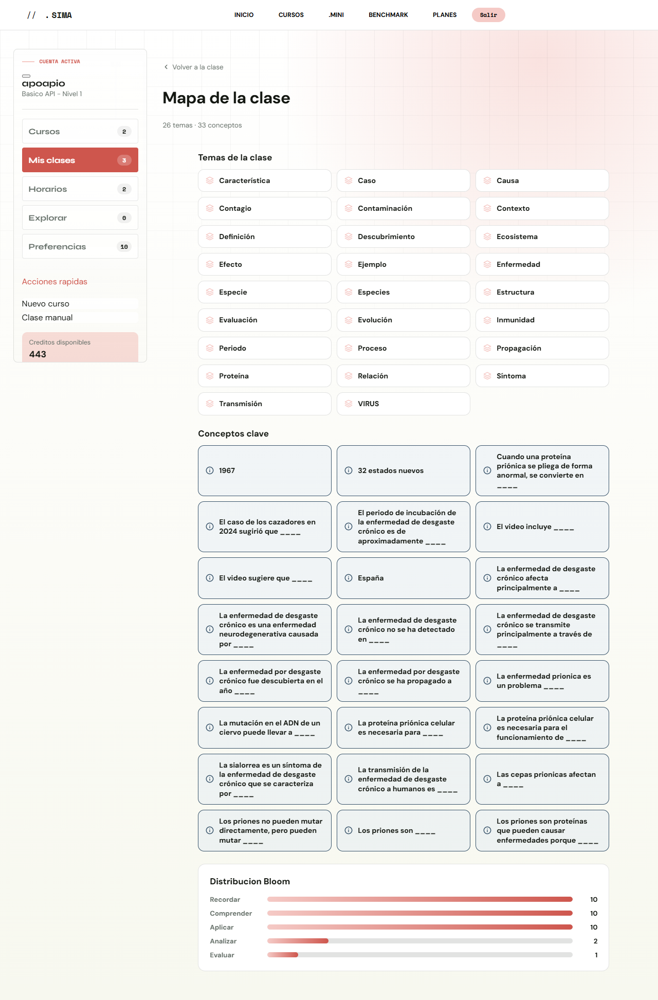 // .SIMA
INICIO
CURSOS
.MINI
BENCHMARK
PLANES
Salir
CUENTA ACTIVA
apoapio
Basico API - Nivel 1
Cursos 2
Mis clases 3
Horarios 2
Explorar 0
Preferencias 10
Acciones rapidas
Nuevo curso
Clase manual
Creditos disponibles
443
Volver a la clase
Mapa de la clase
26 temas · 33 conceptos
Temas de la clase
Característica
Caso
Causa
Contagio
Contaminación
Contexto
Definición
Descubrimiento
Ecosistema
Efecto
Ejemplo
Enfermedad
Especie
Especies
Estructura
Evaluación
Evolución
Inmunidad
Periodo
Proceso
Propagación
Proteína
Relación
Síntoma
Transmisión
VIRUS
Conceptos clave
1967
32 estados nuevos
Cuando una proteína
priónica se pliega de forma
anormal, se convierte en
____
El caso de los cazadores en
2024 sugirió que ____
El periodo de incubación de
la enfermedad de desgaste
crónico es de
aproximadamente ____
El video incluye ____
El video sugiere que ____
España
La enfermedad de desgaste
crónico afecta
principalmente a ____
La enfermedad de desgaste
crónico es una enfermedad
neurodegenerativa causada
por ____
La enfermedad de desgaste
crónico no se ha detectado
en ____
La enfermedad de desgaste
crónico se transmite
principalmente a través de
____
La enfermedad por desgaste
crónico fue descubierta en el
año ____
La enfermedad por desgaste
crónico se ha propagado a
____
La enfermedad prionica es
un problema ____
La mutación en el ADN de un
ciervo puede llevar a ____
La proteína priónica celular
es necesaria para ____
La proteína priónica celular
es necesaria para el
funcionamiento de ____
La sialorrea es un síntoma de
la enfermedad de desgaste
crónico que se caracteriza
por ____
La transmisión de la
enfermedad de desgaste
crónico a humanos es ____
Las cepas prionicas afectan
a ____
Los priones no pueden mutar
directamente, pero pueden
mutar ____
Los priones son ____
Los priones son proteínas
que pueden causar
enfermedades porque ____
Distribucion Bloom
Recordar 10
Comprender 10
Aplicar 10
Analizar 2
Evaluar 1